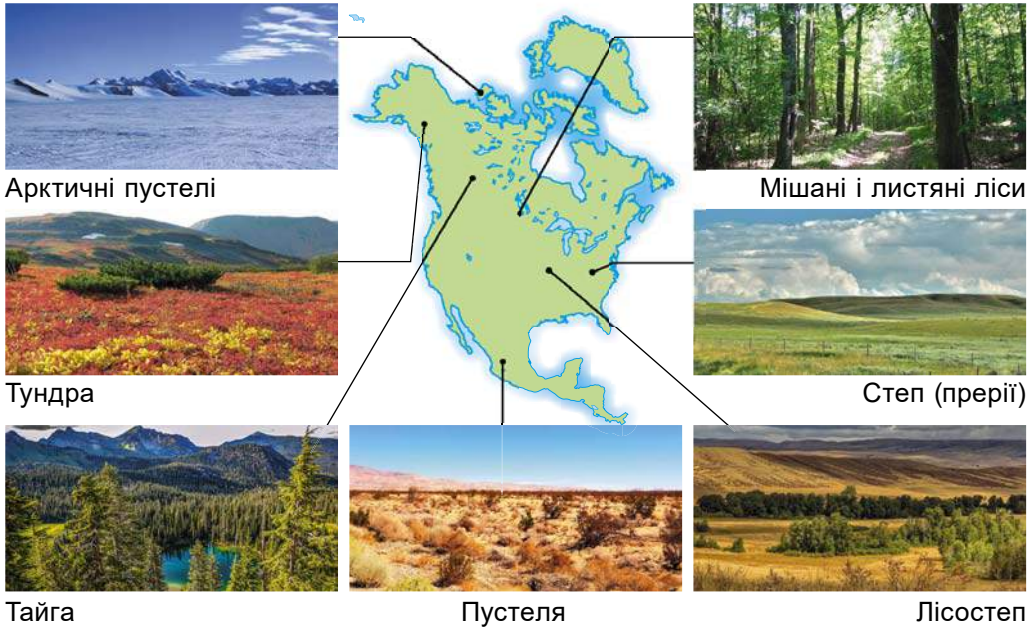 Арктичні пустелі
Мішані і листяні ліси
Тундра
Степ (прерії)
Тайга
Пустеля
Лісостеп